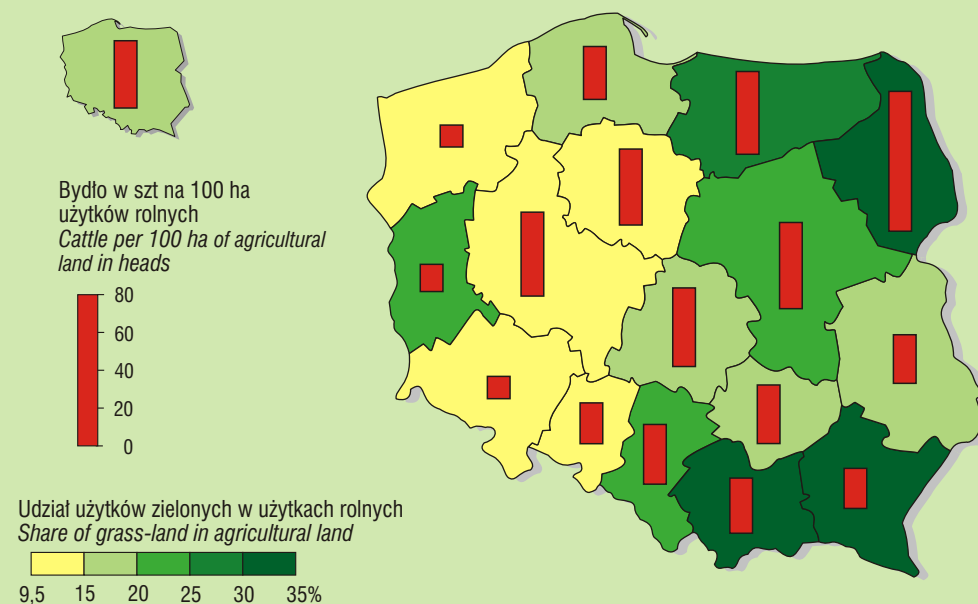 Bydło w szt na 100 ha
użytków rolnych
Cattle per 100 ha of agricultural
land in heads
80
60
40
20
0
Udział użytków zielonych w użytkach rolnych
Share of grass-land in agricultural land
9,5 15 20 25 30 35%